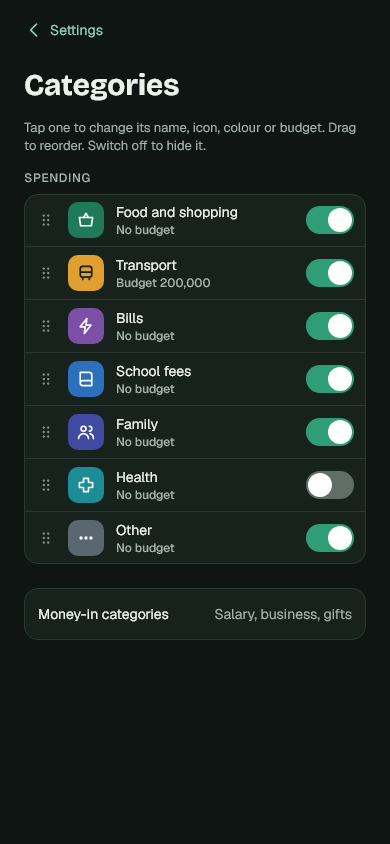 Settings
Categories
Tap one to change its name, icon, colour or budget. Drag
to reorder. Switch off to hide it.
SPENDING
Food and shopping
No budget
Transport
Budget 200,000
Bills
No budget
School fees
No budget
Family
No budget
Health
No budget
Other
No budget
Money-in categories Salary, business, gifts